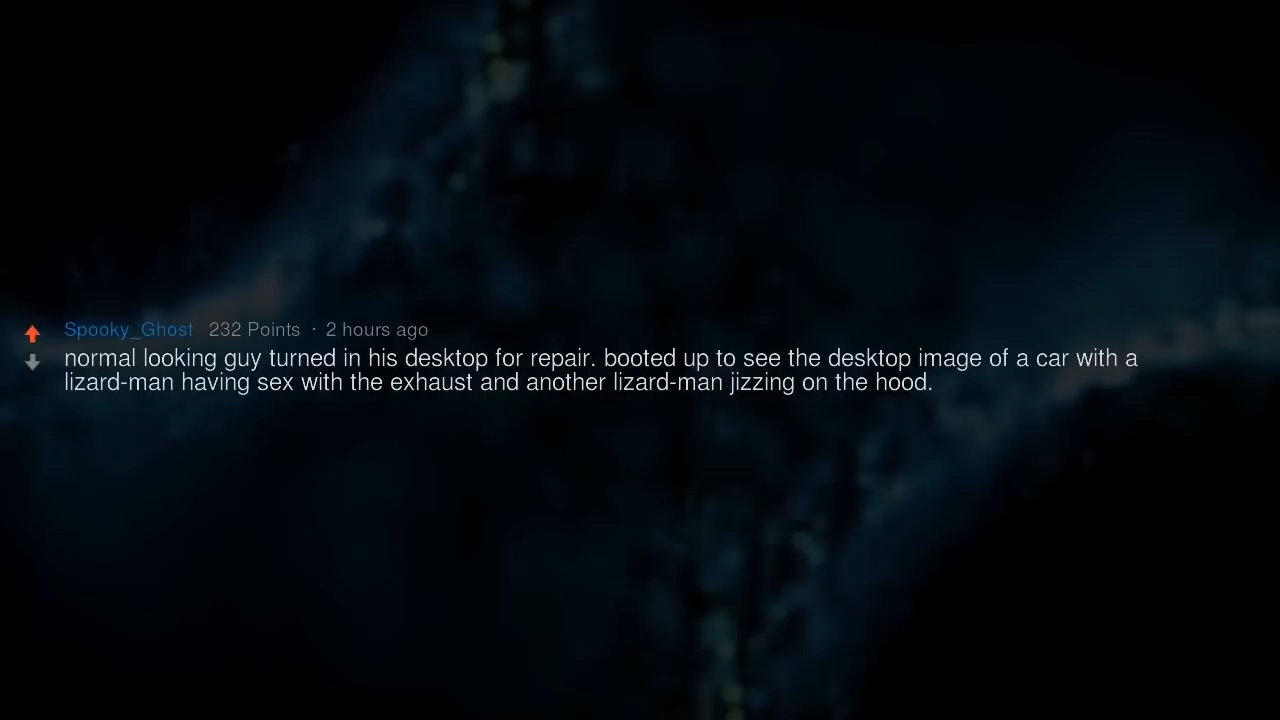 Spooky_Ghost 232 Points · 2 hours ago
normal looking guy turned in his desktop for repair. booted up to see the desktop image of a car with a
lizard-man having sex with the exhaust and another lizard-man jizzing on the hood.